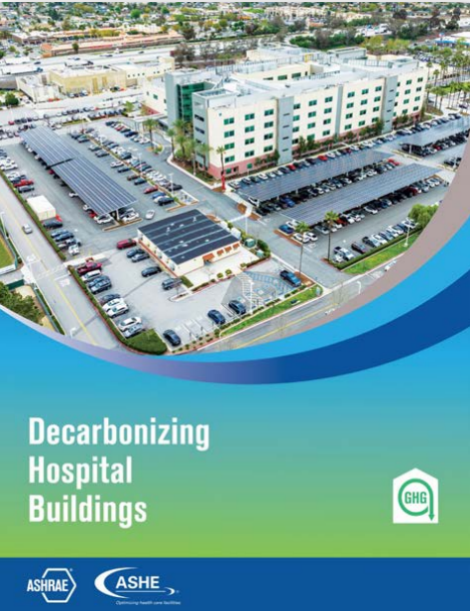 Decarbonizing
Hospital
Buildings
GHG
ASHRAE
ASHE
Optimizing health care facilities